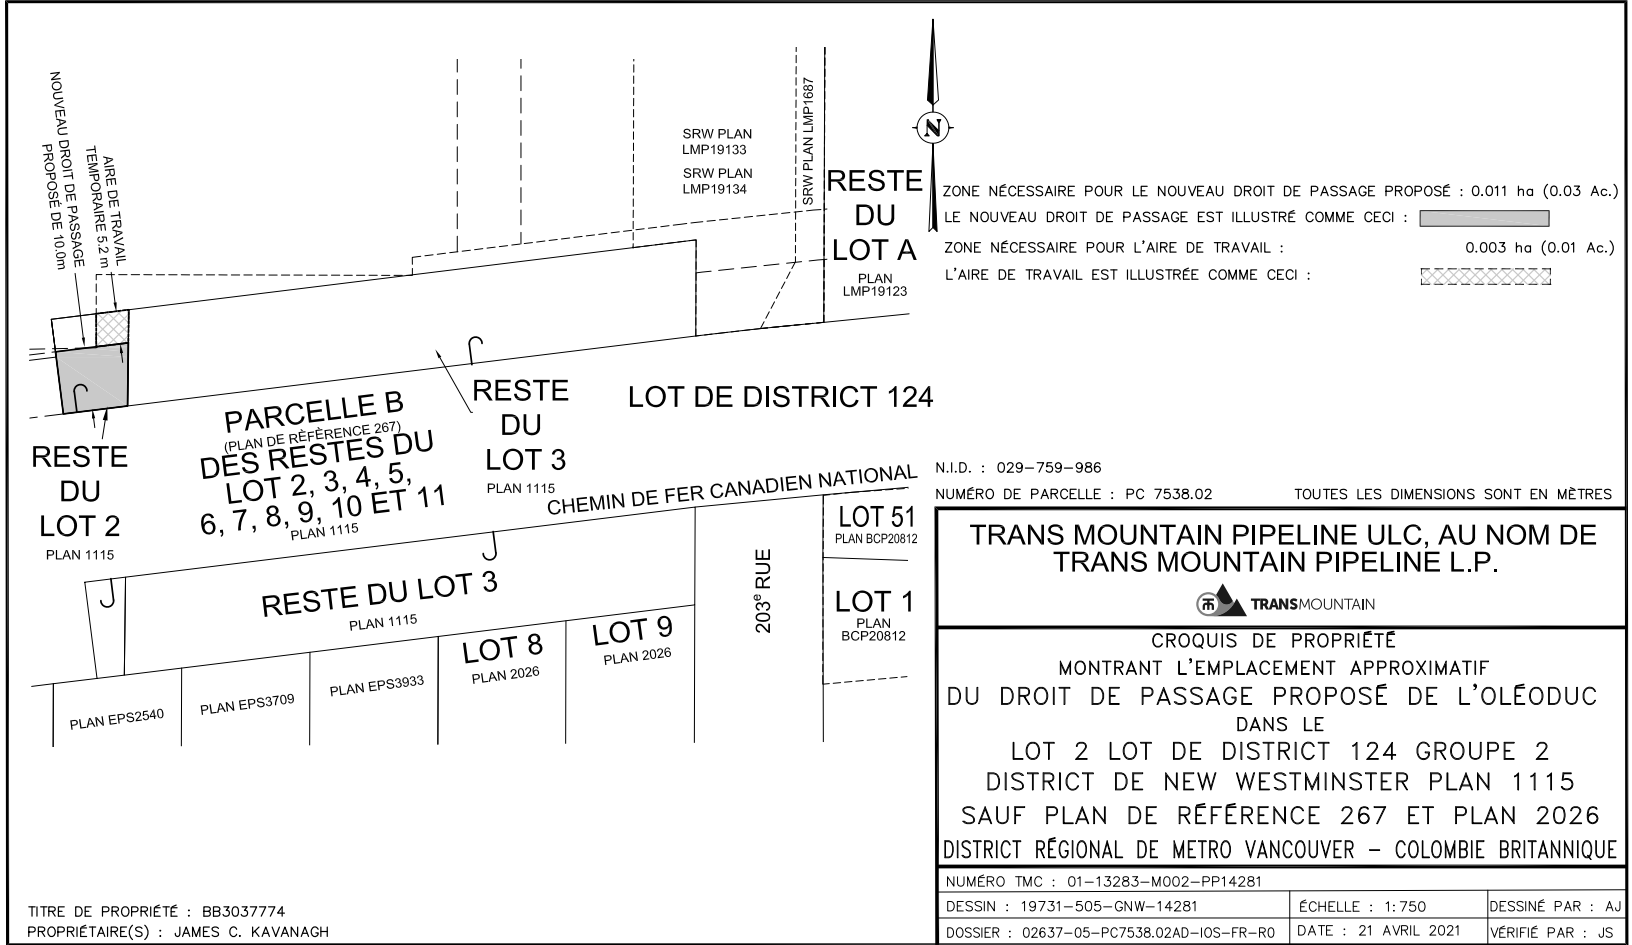 NOUVEAU DROIT DE PASSAGE
PROPOSÉ DE 10.0m
AIRE DE TRAVAIL
TEMPORAIRE 5.2 m
SRW PLAN
LMP19133
SRW PLAN
LMP19134
SRW PLAN LMP1687
RESTE
DU
LOT A
PLAN
LMP19123
N
ZONE NÉCESSAIRE POUR LE NOUVEAU DROIT DE PASSAGE PROPOSÉ : 0.011 ha (0.03 Ac.)
LE NOUVEAU DROIT DE PASSAGE EST ILLUSTRÉ COMME CECI :
ZONE NÉCESSAIRE POUR L'AIRE DE TRAVAIL : 0.003 ha (0.01 Ac.)
L'AIRE DE TRAVAIL EST ILLUSTRÉE COMME CECI :
RESTE
DU
LOT 2
PLAN 1115
PARCELLE B
(PLAN DE RÈFÈRENCE 267)
DES RESTES DU
LOT 2, 3, 4, 5,
6, 7, 8, 9, 10 ET 11
PLAN 1115
RESTE
DU
LOT 3
PLAN 1115
LOT DE DISTRICT 124
CHEMIN DE FER CANADIEN NATIONAL
RESTE DU LOT 3
PLAN 1115
LOT 51
PLAN BCP20812
LOT 1
PLAN
BCP20812
203e RUE
LOT 8
PLAN 2026
LOT 9
PLAN 2026
PLAN EPS2540
PLAN EPS3709
PLAN EPS3933
N.I.D. : 029-759-986
NUMÉRO DE PARCELLE : PC 7538.02 TOUTES LES DIMENSIONS SONT EN MÈTRES
TRANS MOUNTAIN PIPELINE ULC, AU NOM DE
TRANS MOUNTAIN PIPELINE L.P.
TRANSMOUNTAIN
CROQUIS DE PROPRIÉTÉ
MONTRANT L'EMPLACEMENT APPROXIMATIF
DU DROIT DE PASSAGE PROPOSÉ DE L'OLÉODUC
DANS LE
LOT 2 LOT DE DISTRICT 124 GROUPE 2
DISTRICT DE NEW WESTMINSTER PLAN 1115
SAUF PLAN DE RÉFÉRENCE 267 ET PLAN 2026
DISTRICT RÉGIONAL DE METRO VANCOUVER – COLOMBIE BRITANNIQUE
NUMÉRO TMC : 01-13283-M002-PP14281
DESSIN : 19731-505-GNW-14281 ÉCHELLE : 1:750 DESSINÉ PAR : AJ
DOSSIER : 02637-05-PC7538.02AD-IOS-FR-R0 DATE : 21 AVRIL 2021 VÉRIFIÉ PAR : JS
TITRE DE PROPRIÉTÉ : BB3037774
PROPRIÉTAIRE(S) : JAMES C. KAVANAGH